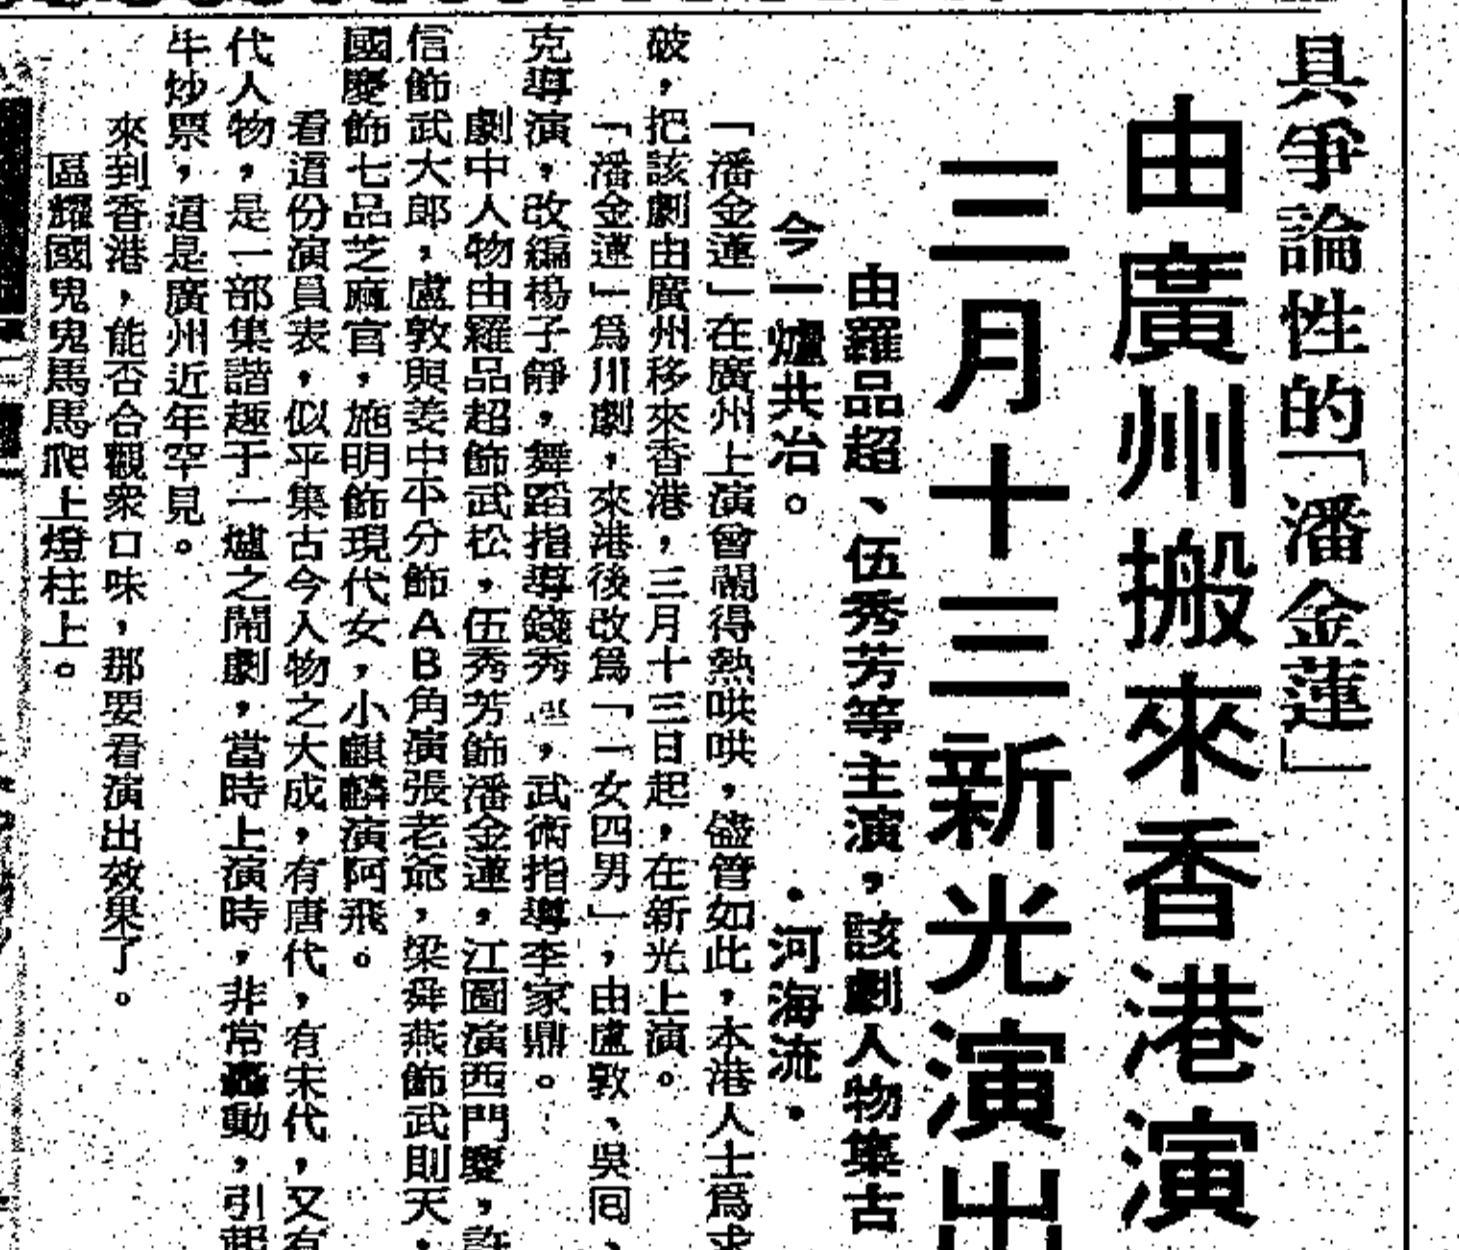 具爭論性的「潘金蓮」
由廣州搬來香港演
三月十三新光演出
由羅品超、伍秀芳等主演，該劇人物集古
今一爐共冶。 ・河海流・
「潘金蓮」在廣州上演曾鬧得熱哄哄，儘管如此，本港人士爲求
破，把該劇由廣州移來香港，三月十三日起，在新光上演。
「潘金蓮」爲川劇，來港後改爲「一女四男」，由盧敦、吳回、
克導演，改編楊子靜，舞蹈指導錢秀，武術指導李家鼎。
劇中人物由羅品超飾武松，伍秀芳飾潘金蓮，江圖演西門慶，許
信飾武大郎，盧敦與姜中平分飾AB角演張老爺，梁舜燕飾武則天，
國慶飾七品芝麻官，施明飾現代女，小麒麟演阿飛。
看這份演員表，似乎集古今人物之大成，有唐代，有宋代，又有
代人物，是一部集諧趣于一爐之鬧劇，當時上演時，非常轟動，引起
牛炒票，這是廣州近年罕見。
來到香港，能否合觀衆口味，那要看演出效果了。
區耀國鬼鬼馬馬爬上燈柱上。